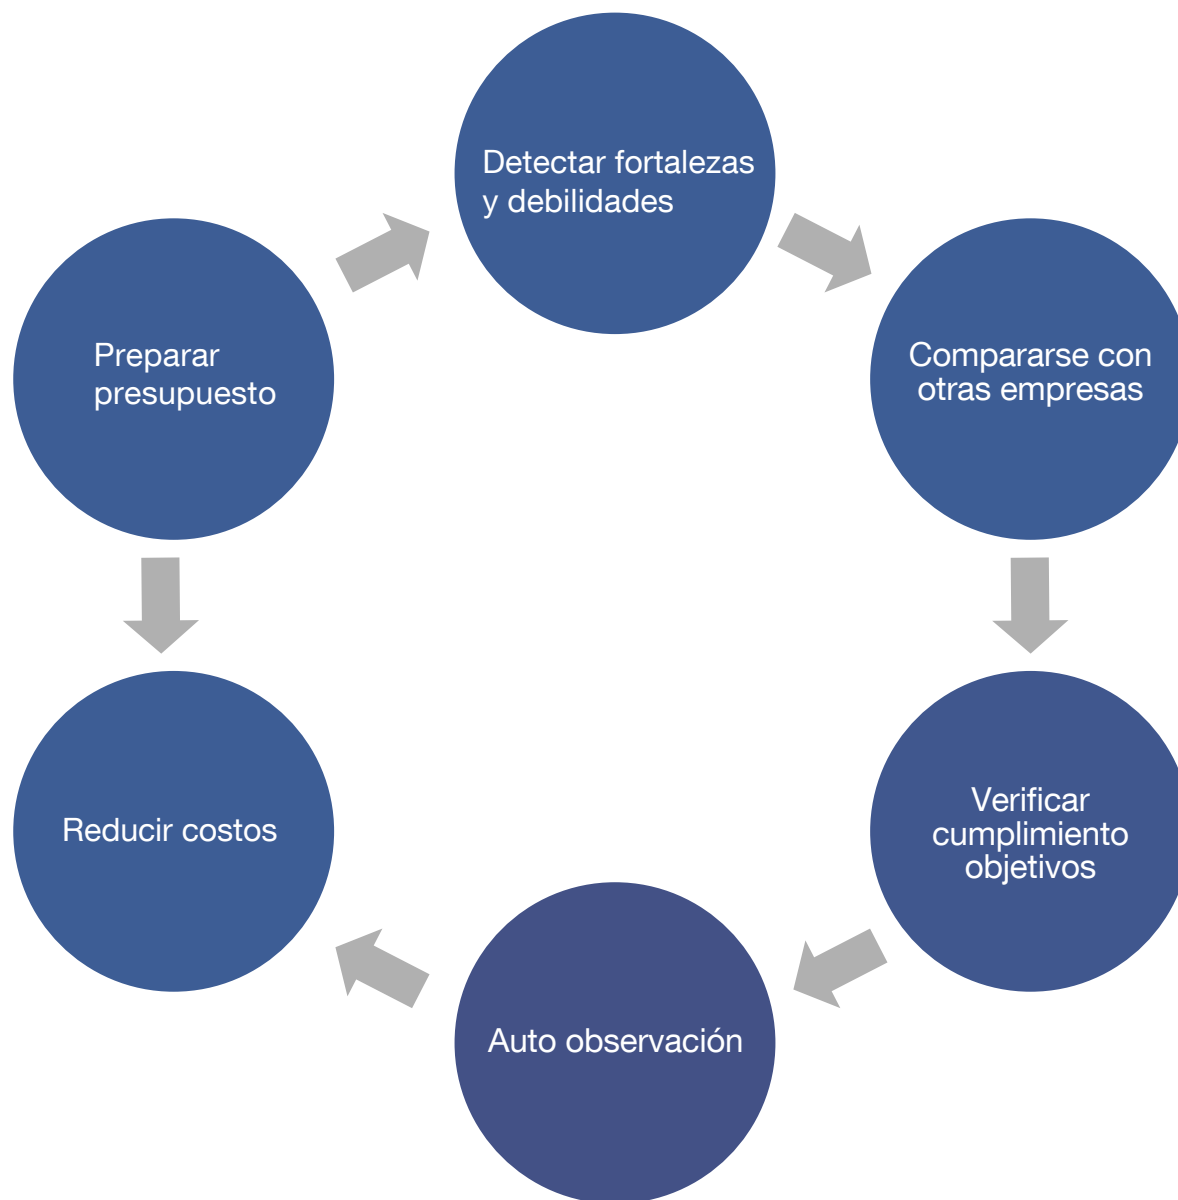 Detectar fortalezas
y debilidades
Compararse con
otras empresas
Verificar
cumplimiento
objetivos
Auto observación
Reducir costos
Preparar
presupuesto